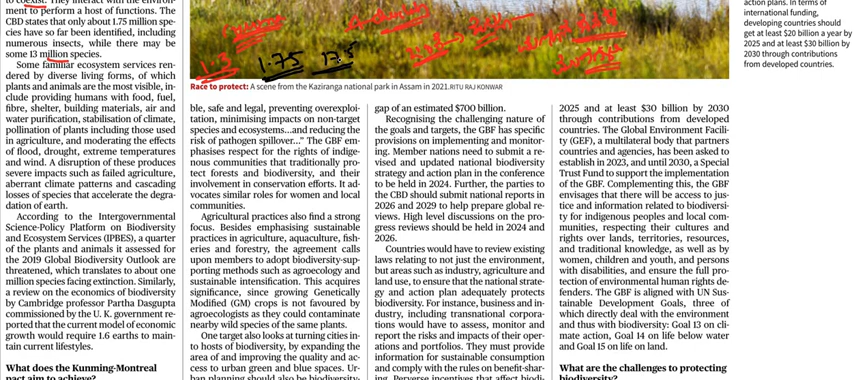 to coexist. They interact with the environ-
ment to perform a host of functions. The
CBD states that only about 1.75 million spe-
cies have so far been identified, including
numerous insects, while there may be
some 13 million species.
Some familiar ecosystem services ren-
dered by diverse living forms, of which
plants and animals are the most visible, in-
clude providing humans with food, fuel,
fibre, shelter, building materials, air and
water purification, stabilisation of climate,
pollination of plants including those used
in agriculture, and moderating the effects
of flood, drought, extreme temperatures
and wind. A disruption of these produces
severe impacts such as failed agriculture,
aberrant climate patterns and cascading
losses of species that accelerate the degra-
dation of earth.
According to the Intergovernmental
Science-Policy Platform on Biodiversity
and Ecosystem Services (IPBES), a quarter
of the plants and animals it assessed for
the 2019 Global Biodiversity Outlook are
threatened, which translates to about one
million species facing extinction. Similarly,
a review on the economics of biodiversity
by Cambridge professor Partha Dasgupta
commissioned by the U. K. government re-
ported that the current model of economic
growth would require 1.6 earths to main-
tain current lifestyles.
What does the Kunming-Montreal
pact aim to achieve?
1.3
1.75
17.5
Race to protect: A scene from the Kaziranga national park in Assam in 2021. RITU RAJ KONWAR
ble, safe and legal, preventing overexploi-
tation, minimising impacts on non-target
species and ecosystems...and reducing the
risk of pathogen spillover...” The GBF em-
phasises respect for the rights of indige-
nous communities that traditionally pro-
tect forests and biodiversity, and their
involvement in conservation efforts. It ad-
vocates similar roles for women and local
communities.
Agricultural practices also find a strong
focus. Besides emphasising sustainable
practices in agriculture, aquaculture, fish-
eries and forestry, the agreement calls
upon members to adopt biodiversity-sup-
porting methods such as agroecology and
sustainable intensification. This acquires
significance, since growing Genetically
Modified (GM) crops is not favoured by
agroecologists as they could contaminate
nearby wild species of the same plants.
One target also looks at turning cities in-
to hosts of biodiversity, by expanding the
area of and improving the quality and ac-
cess to urban green and blue spaces. Ur-
ban planning should also be biodiversity-
gap of an estimated $700 billion.
Recognising the challenging nature of
the goals and targets, the GBF has specific
provisions on implementing and monitor-
ing. Member nations need to submit a re-
vised and updated national biodiversity
strategy and action plan in the conference
to be held in 2024. Further, the parties to
the CBD should submit national reports in
2026 and 2029 to help prepare global re-
views. High level discussions on the pro-
gress reviews should be held in 2024 and
2026.
Countries would have to review existing
laws relating to not just the environment,
but areas such as industry, agriculture and
land use, to ensure that the national strate-
gy and action plan adequately protects
biodiversity. For instance, business and in-
dustry, including transnational corpora-
tions would have to assess, monitor and
report the risks and impacts of their oper-
ations and portfolios. They must provide
information for sustainable consumption
and comply with the rules on benefit-shar-
ing. Perverse incentives that affect biodi-
2025 and at least $30 billion by 2030
through contributions from developed
countries. The Global Environment Facili-
ty (GEF), a multilateral body that partners
countries and agencies, has been asked to
establish in 2023, and until 2030, a Special
Trust Fund to support the implementation
of the GBF. Complementing this, the GBF
envisages that there will be access to jus-
tice and information related to biodiversi-
ty for indigenous peoples and local com-
munities, respecting their cultures and
rights over lands, territories, resources,
and traditional knowledge, as well as by
women, children and youth, and persons
with disabilities, and ensure the full pro-
tection of environmental human rights de-
fenders. The GBF is aligned with UN Sus-
tainable Development Goals, three of
which directly deal with the environment
and thus with biodiversity: Goal 13 on cli-
mate action, Goal 14 on life below water
and Goal 15 on life on land.
What are the challenges to protecting
biodiversity?
action plans. In terms of
international funding,
developing countries should
get at least $20 billion a year by
2025 and at least $30 billion by
2030 through contributions
from developed countries.